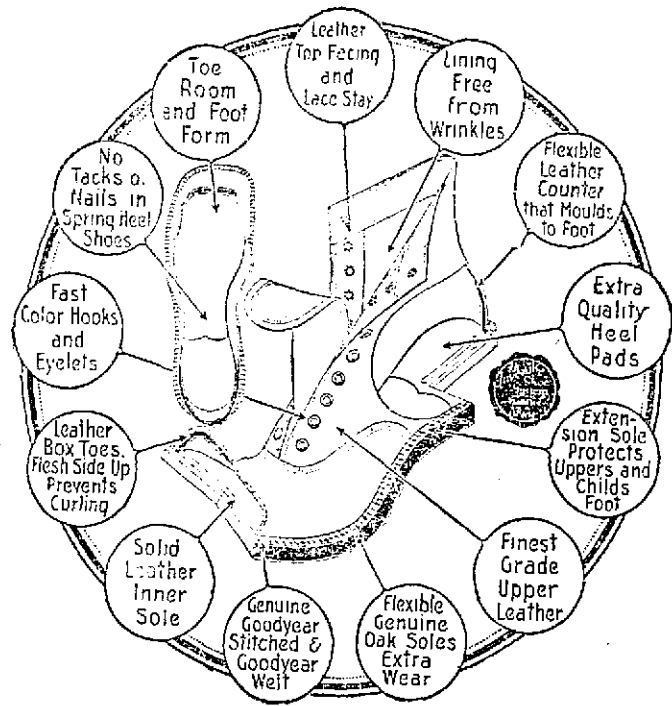 Toe
Room
and Foot
Form
Leather
Top Facing
and
Lace Stay
Lining
Free
from
Wrinkles
Flexible
Leather
Counter
that Moulds
to Foot
Extra
Quality
Heel
Pads
Exten-
sion Sole
Protects
Uppers and
Childs
Foot
Finest
Grade
Upper
Leather
Flexible
Genuine
Oak Soles
Extra
Wear
Genuine
Goodyear
Stitched &
Goodyear
Welt
Solid
Leather
Inner
Sole
Leather
Box Toes.
Flesh Side Up
Prevents
Curling
Fast
Color Hooks
and
Eyelets
No
Tacks or
Nails in
Spring Heel
Shoes